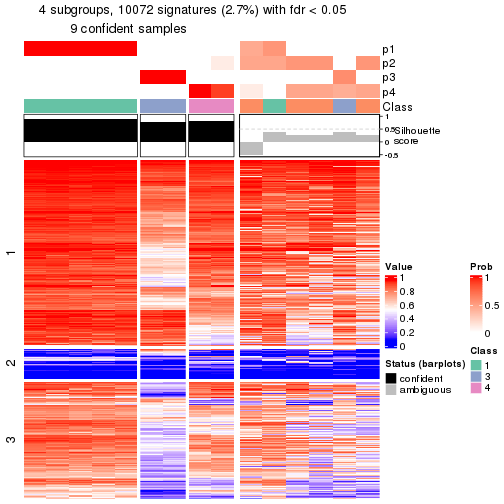 4 subgroups, 10072 signatures (2.7%) with fdr < 0.05
9 confident samples
p1
p2
p3
p4
Class
1
0.5
0
-0.5
Silhouette
score
1
2
3
Value
1
0.8
0.6
0.4
0.2
0
Prob
1
0.5
0
Status (barplots)
confident
ambiguous
Class
1
3
4